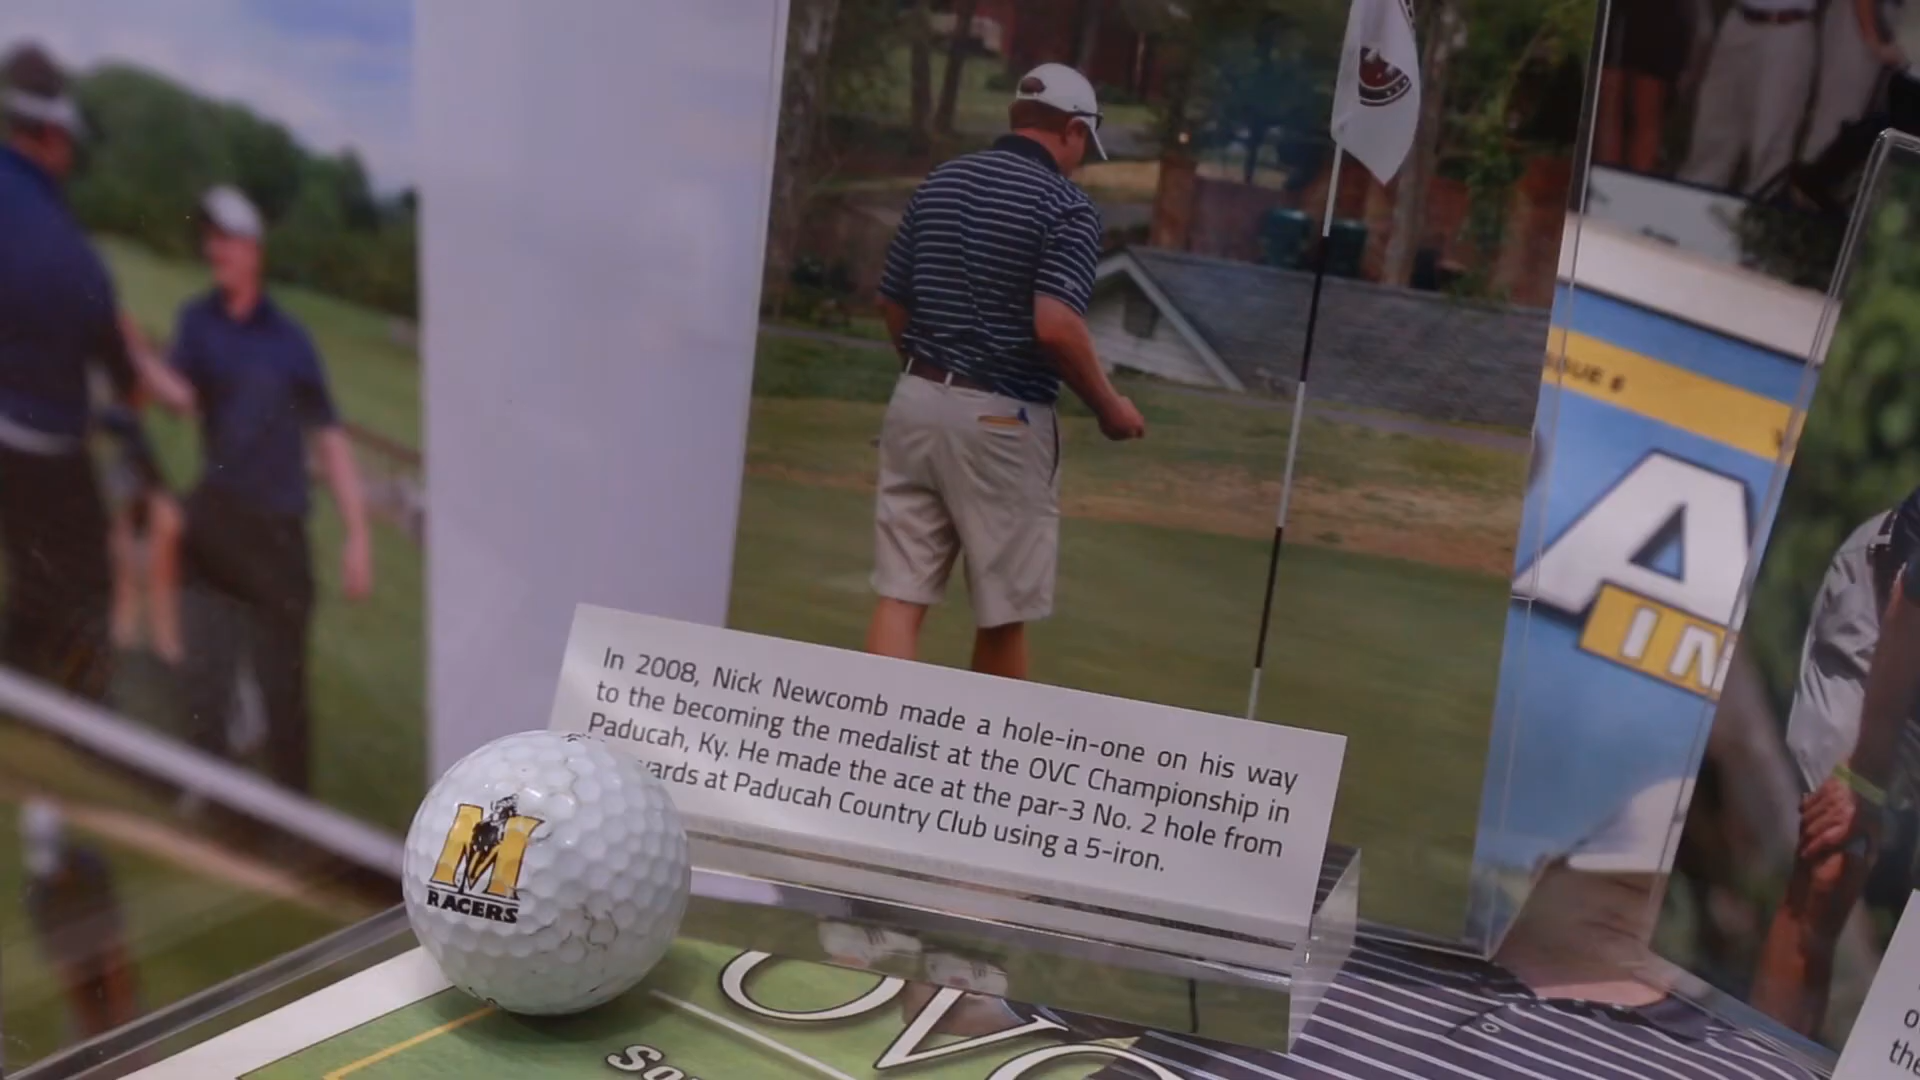 In 2008, Nick Newcomb made a hole-in-one on his way
to the becoming the medalist at the OVC Championship in
Paducah, Ky. He made the ace at the par-3 No. 2 hole from
yards at Paducah Country Club using a 5-iron.
M
RACERS
OVC
A
IN